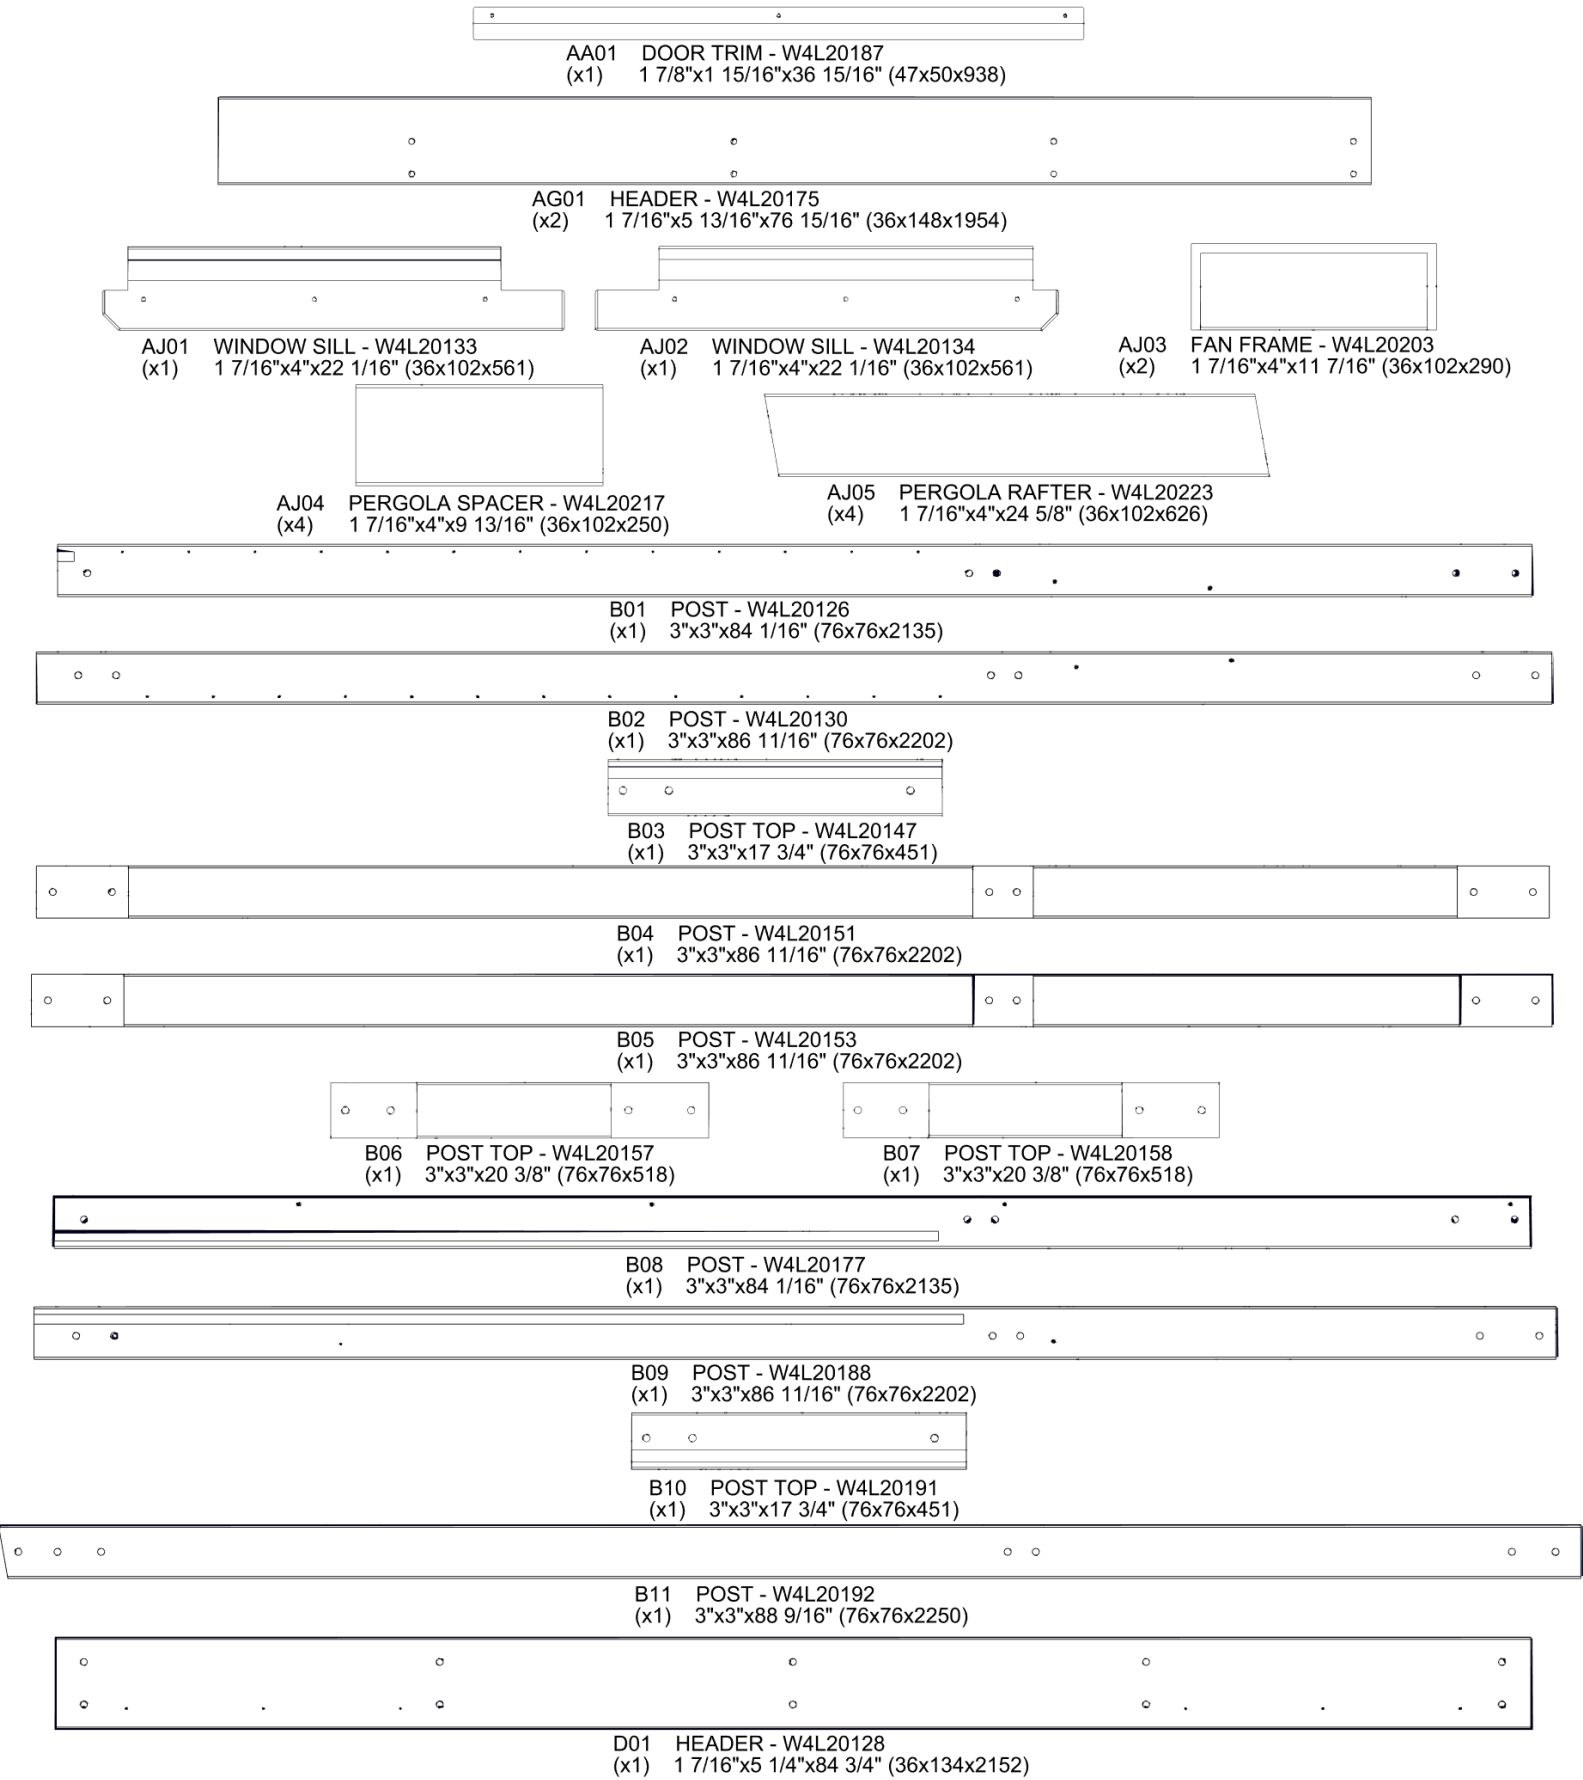 AA01 DOOR TRIM - W4L20187
(x1) 1 7/8"x1 15/16"x36 15/16" (47x50x938)
AG01 HEADER - W4L20175
(x2) 1 7/16"x5 13/16"x76 15/16" (36x148x1954)
AJ01 WINDOW SILL - W4L20133
(x1) 1 7/16"x4"x22 1/16" (36x102x561)
AJ02 WINDOW SILL - W4L20134
(x1) 1 7/16"x4"x22 1/16" (36x102x561)
AJ03 FAN FRAME - W4L20203
(x2) 1 7/16"x4"x11 7/16" (36x102x290)
AJ04 PERGOLA SPACER - W4L20217
(x4) 1 7/16"x4"x9 13/16" (36x102x250)
AJ05 PERGOLA RAFTER - W4L20223
(x4) 1 7/16"x4"x24 5/8" (36x102x626)
B01 POST - W4L20126
(x1) 3"x3"x84 1/16" (76x76x2135)
B02 POST - W4L20130
(x1) 3"x3"x86 11/16" (76x76x2202)
B03 POST TOP - W4L20147
(x1) 3"x3"x17 3/4" (76x76x451)
B04 POST - W4L20151
(x1) 3"x3"x86 11/16" (76x76x2202)
B05 POST - W4L20153
(x1) 3"x3"x86 11/16" (76x76x2202)
B06 POST TOP - W4L20157
(x1) 3"x3"x20 3/8" (76x76x518)
B07 POST TOP - W4L20158
(x1) 3"x3"x20 3/8" (76x76x518)
B08 POST - W4L20177
(x1) 3"x3"x84 1/16" (76x76x2135)
B09 POST - W4L20188
(x1) 3"x3"x86 11/16" (76x76x2202)
B10 POST TOP - W4L20191
(x1) 3"x3"x17 3/4" (76x76x451)
B11 POST - W4L20192
(x1) 3"x3"x88 9/16" (76x76x2250)
D01 HEADER - W4L20128
(x1) 1 7/16"x5 1/4"x84 3/4" (36x134x2152)